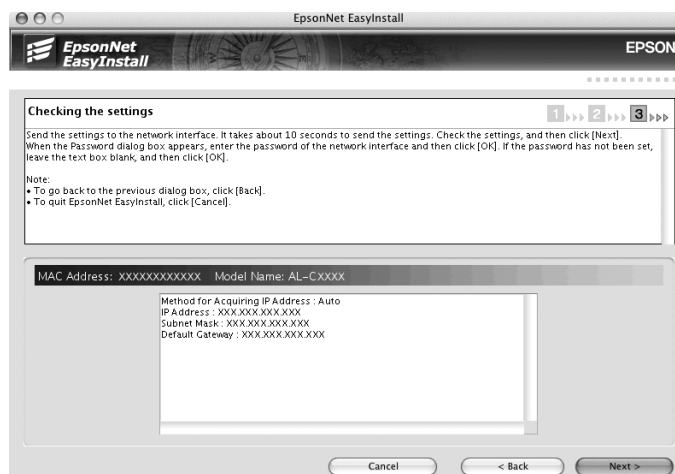 EpsonNet EasyInstall
EpsonNet
EasyInstall
EPSON
Checking the settings
1 2 3
Send the settings to the network interface. It takes about 10 seconds to send the settings. Check the settings, and then click [Next].
When the Password dialog box appears, enter the password of the network interface and then click [OK]. If the password has not been set,
leave the text box blank, and then click [OK].
Note:
• To go back to the previous dialog box, click [Back].
• To quit EpsonNet EasyInstall, click [Cancel].
MAC Address: XXXXXXXXXXXX Model Name: AL-CXXXX
Method for Acquiring IP Address : Auto
IP Address : XXX.XXX.XXX.XXX
Subnet Mask : XXX.XXX.XXX.XXX
Default Gateway : XXX.XXX.XXX.XXX
Cancel < Back Next >